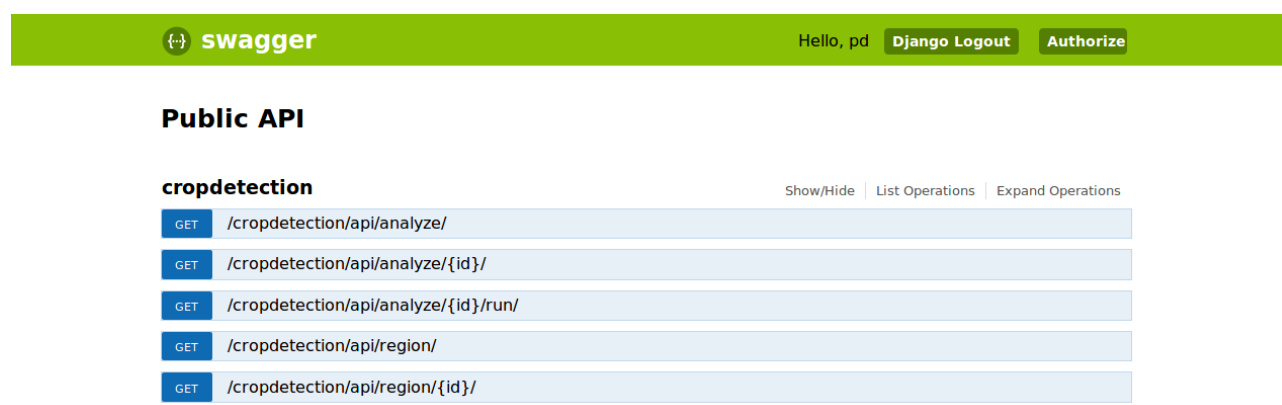 {···} swagger Hello, pd Django Logout Authorize
Public API
cropdetection Show/Hide List Operations Expand Operations
GET /cropdetection/api/analyze/
GET /cropdetection/api/analyze/{id}/
GET /cropdetection/api/analyze/{id}/run/
GET /cropdetection/api/region/
GET /cropdetection/api/region/{id}/